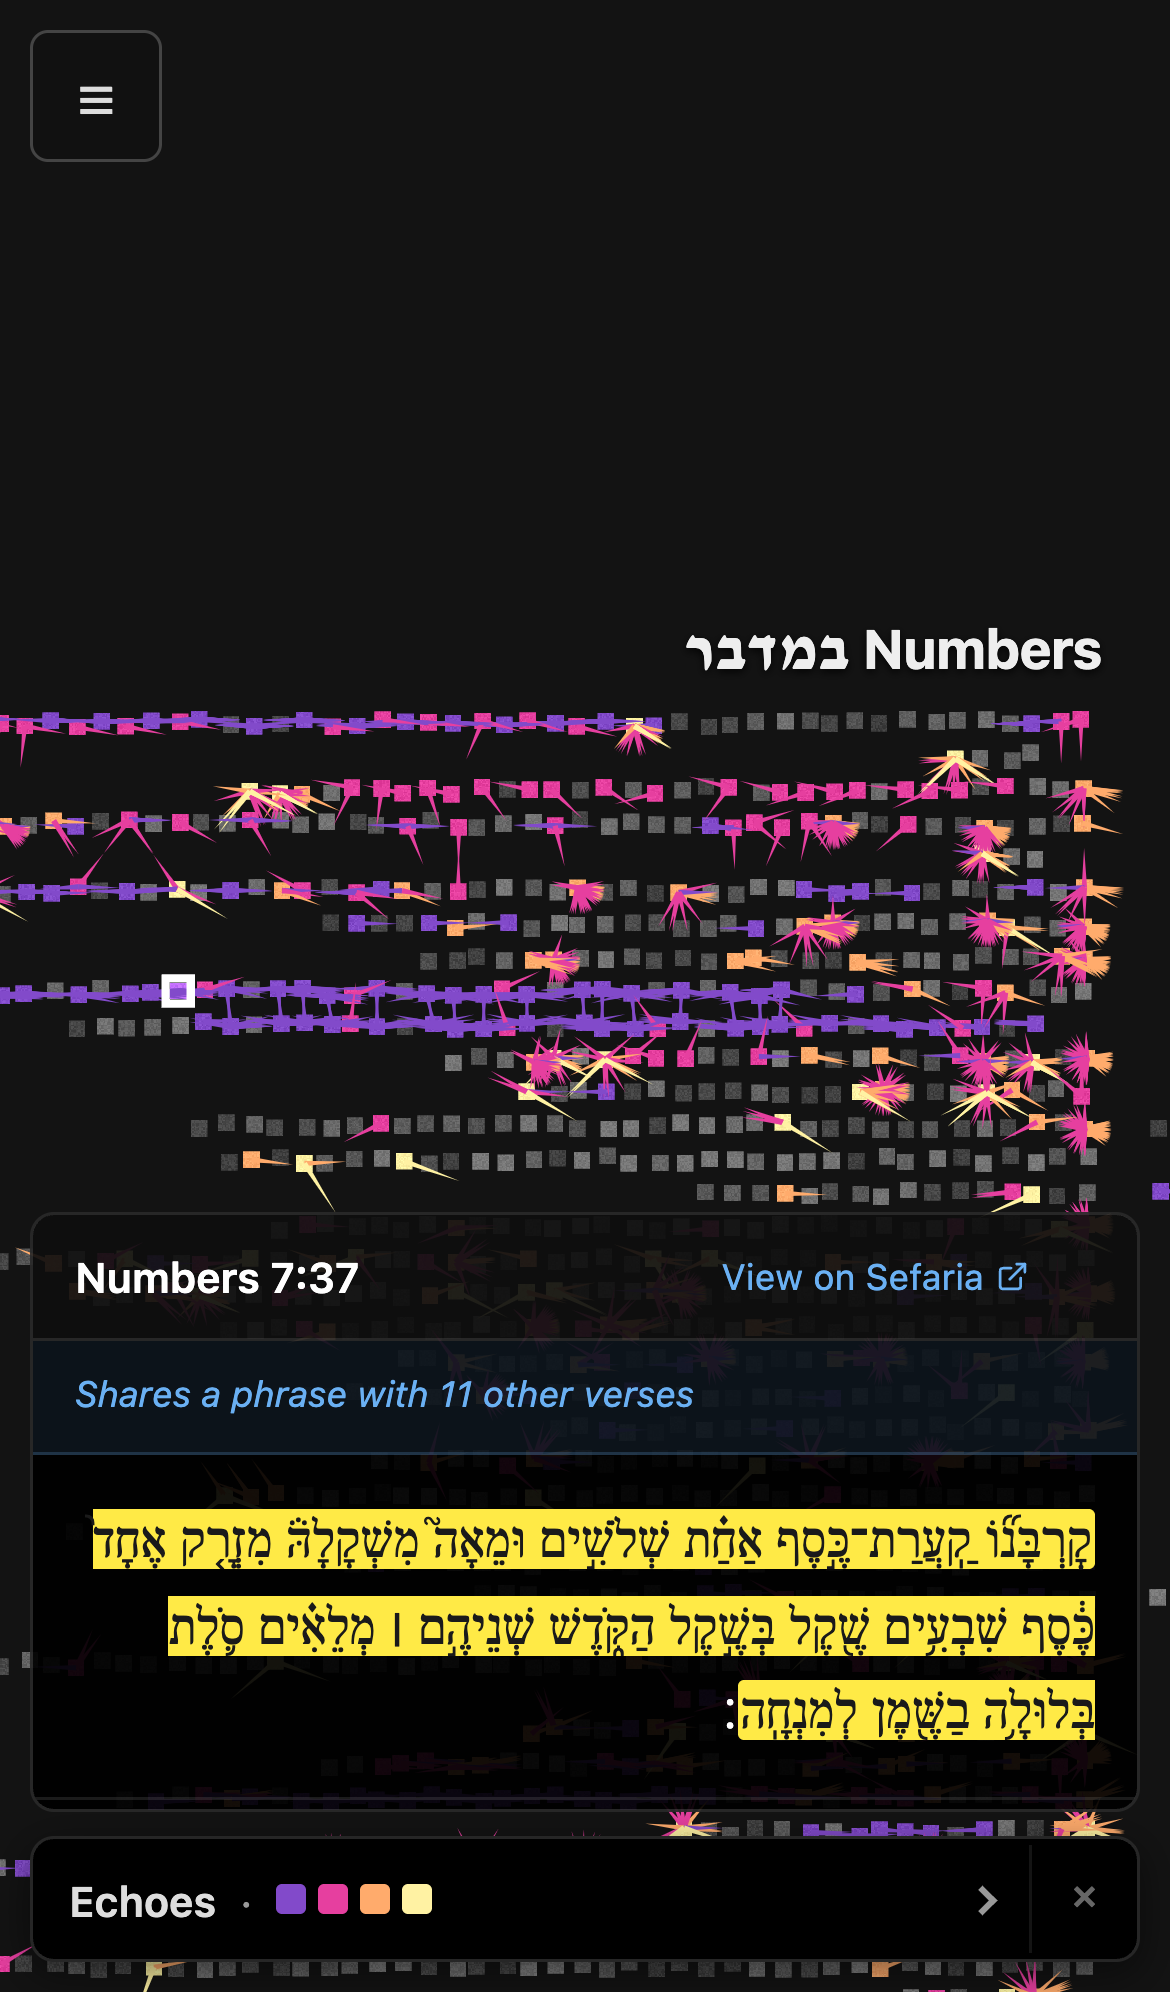 Numbers במדבר
Numbers 7:37
View on Sefaria
Shares a phrase with 11 other verses
קׇרְבָּנ֞וֹ קַֽעֲרַת־כֶּ֣סֶף אַחַ֗ת שְׁלֹשִׁ֣ים וּמֵאָה֮ מִשְׁקָלָהּ֒ מִזְרָ֤ק אֶחָד֙
כֶּ֔סֶף שִׁבְעִ֥ים שֶׁ֖קֶל בְּשֶׁ֣קֶל הַקֹּ֑דֶשׁ שְׁנֵיהֶ֣ם ׀ מְלֵאִ֗ים סֹ֛לֶת
בְּלוּלָ֥ה בַשֶּׁ֖מֶן לְמִנְחָֽה׃
Echoes ·